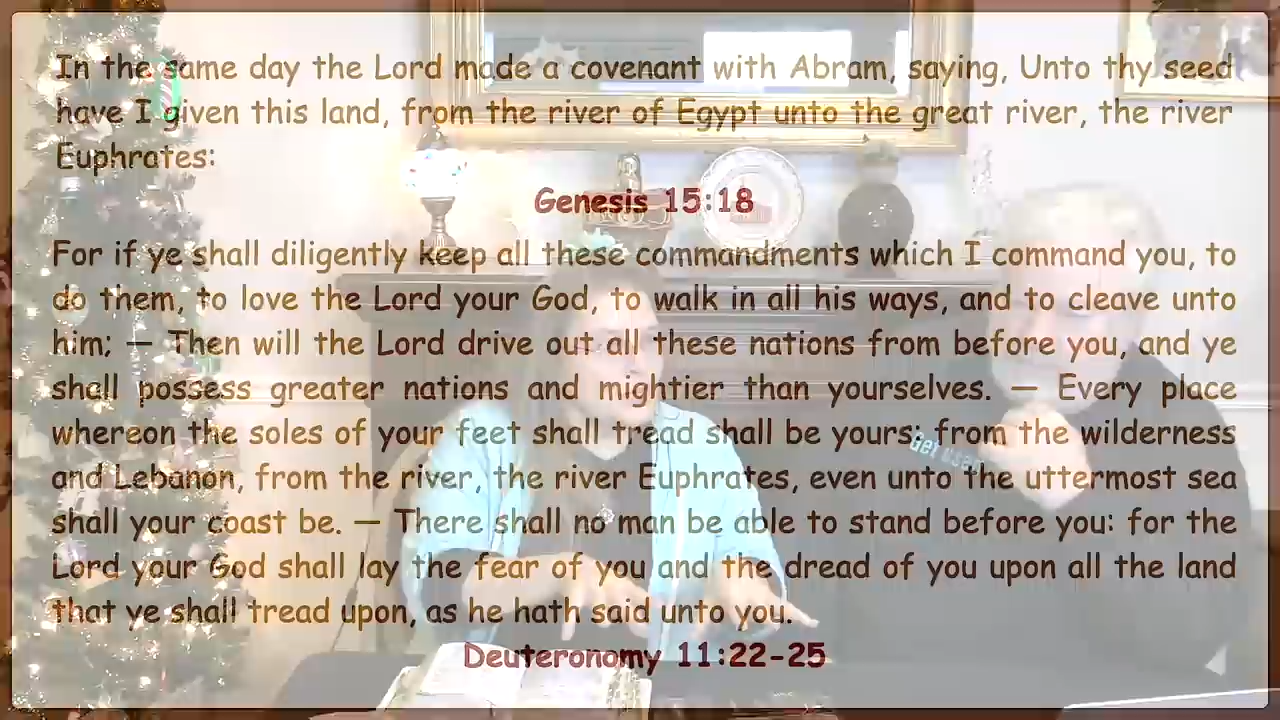 In the same day the Lord made a covenant with Abram, saying, Unto thy seed
have I given this land, from the river of Egypt unto the great river, the river
Euphrates:
Genesis 15:18
For if ye shall diligently keep all these commandments which I command you, to
do them, to love the Lord your God, to walk in all his ways, and to cleave unto
him; — Then will the Lord drive out all these nations from before you, and ye
shall possess greater nations and mightier than yourselves. — Every place
whereon the soles of your feet shall tread shall be yours: from the wilderness
and Lebanon, from the river, the river Euphrates, even unto the uttermost sea
shall your coast be. — There shall no man be able to stand before you: for the
Lord your God shall lay the fear of you and the dread of you upon all the land
that ye shall tread upon, as he hath said unto you.
Deuteronomy 11:22-25
Get used